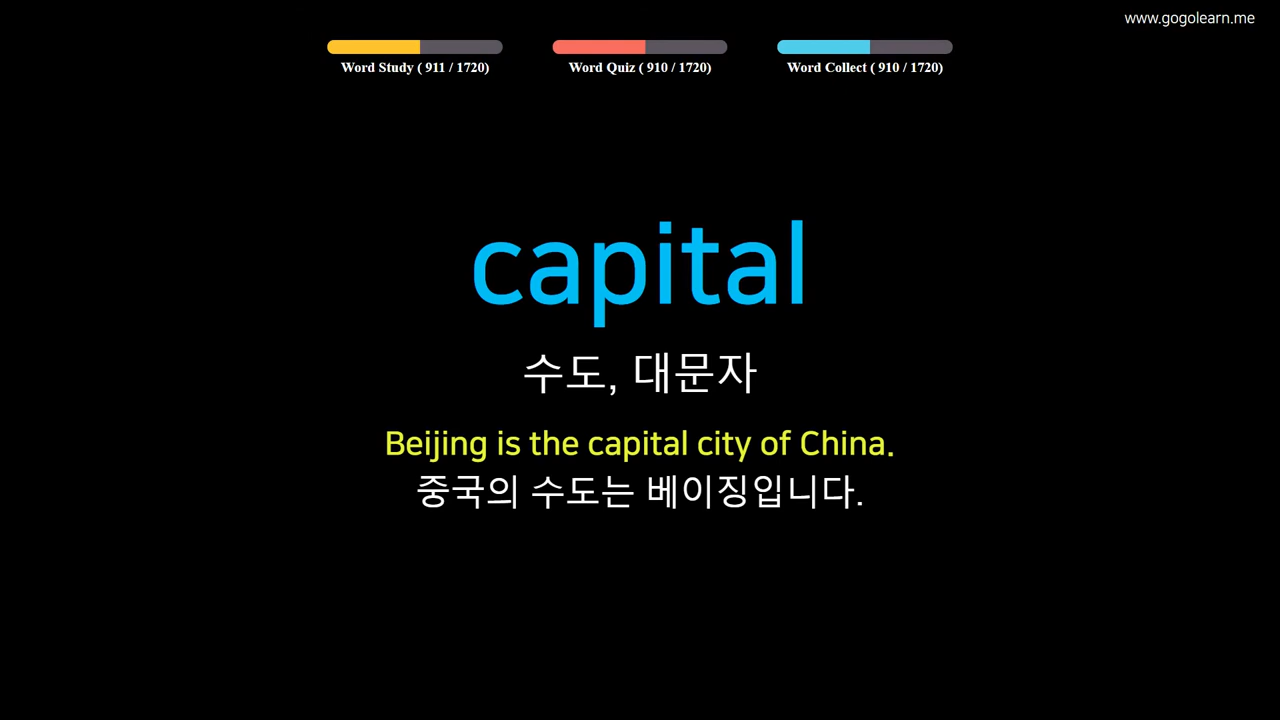 www.gogolearn.me
Word Study ( 911 / 1720)
Word Quiz ( 910 / 1720)
Word Collect ( 910 / 1720)
capital
수도, 대문자
Beijing is the capital city of China.
중국의 수도는 베이징입니다.